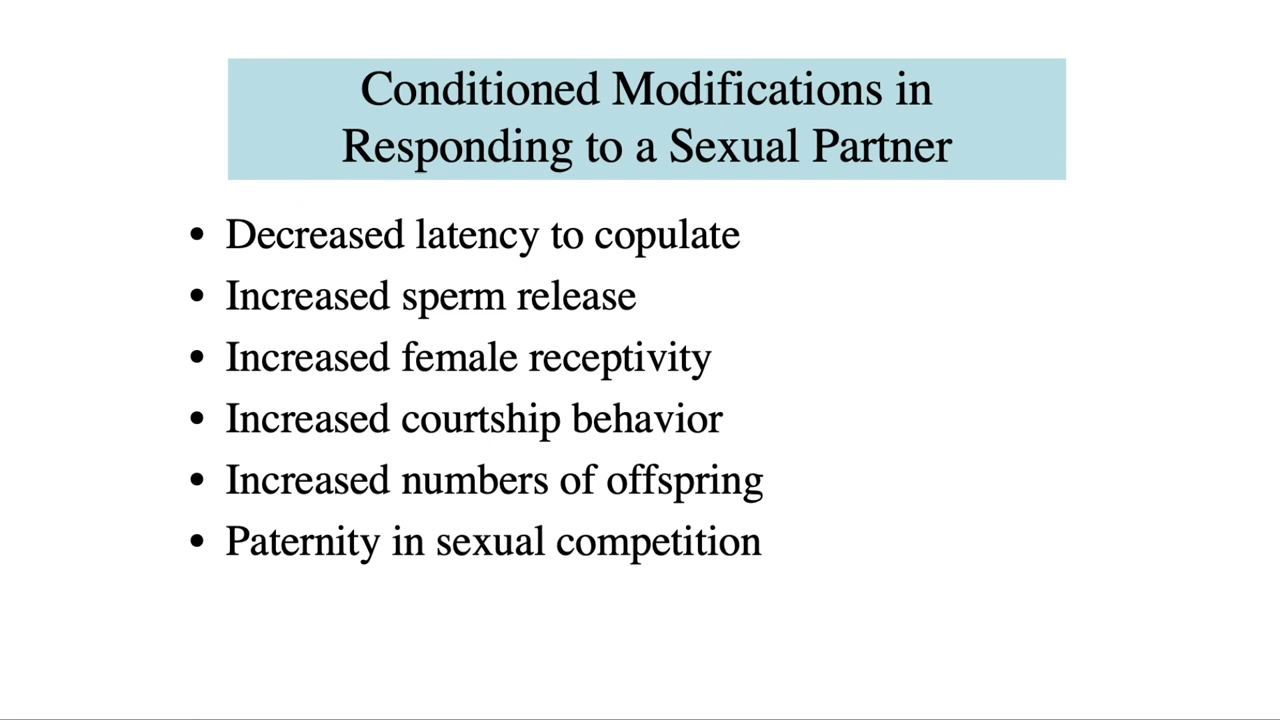 Conditioned Modifications in
Responding to a Sexual Partner
• Decreased latency to copulate
• Increased sperm release
• Increased female receptivity
• Increased courtship behavior
• Increased numbers of offspring
• Paternity in sexual competition